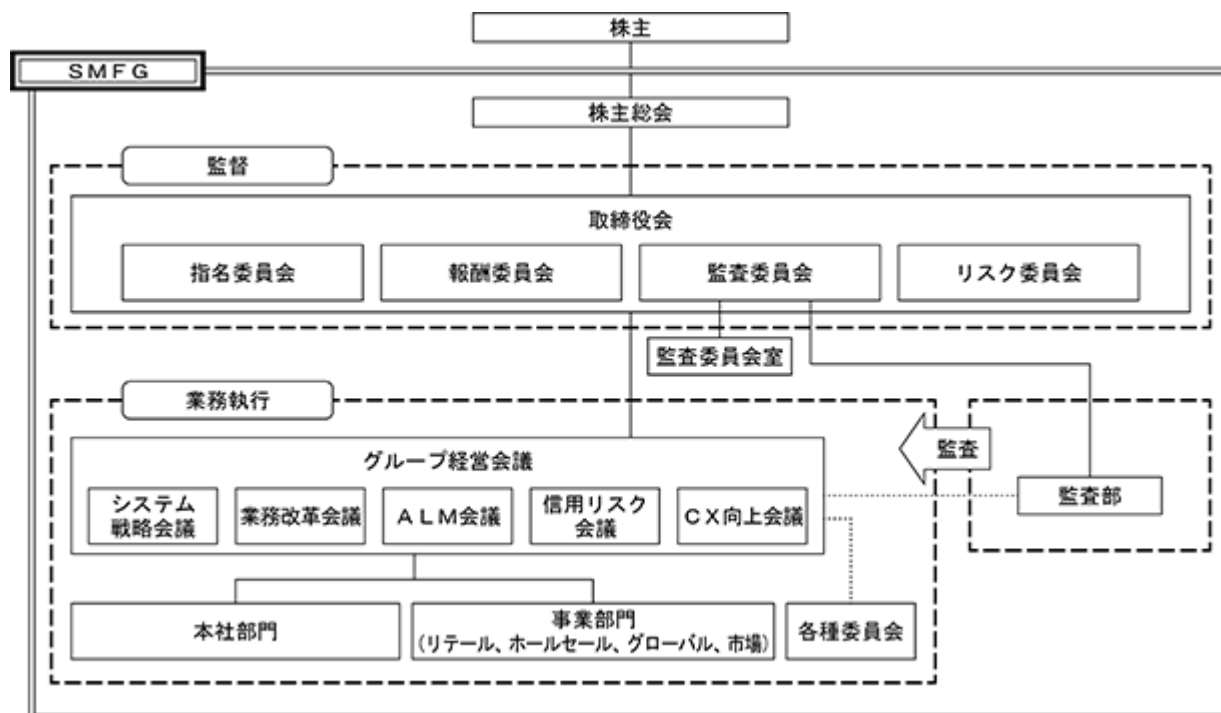 株主
ＳＭＦＧ
株主総会
監督
取締役会
指名委員会
報酬委員会
監査委員会
リスク委員会
監査委員会室
業務執行
グループ経営会議
監査
システム
戦略会議
業務改革会議
ＡＬＭ会議
信用リスク
会議
ＣＸ向上会議
監査部
本社部門
事業部門
(リテール、ホールセール、グローバル、市場)
各種委員会